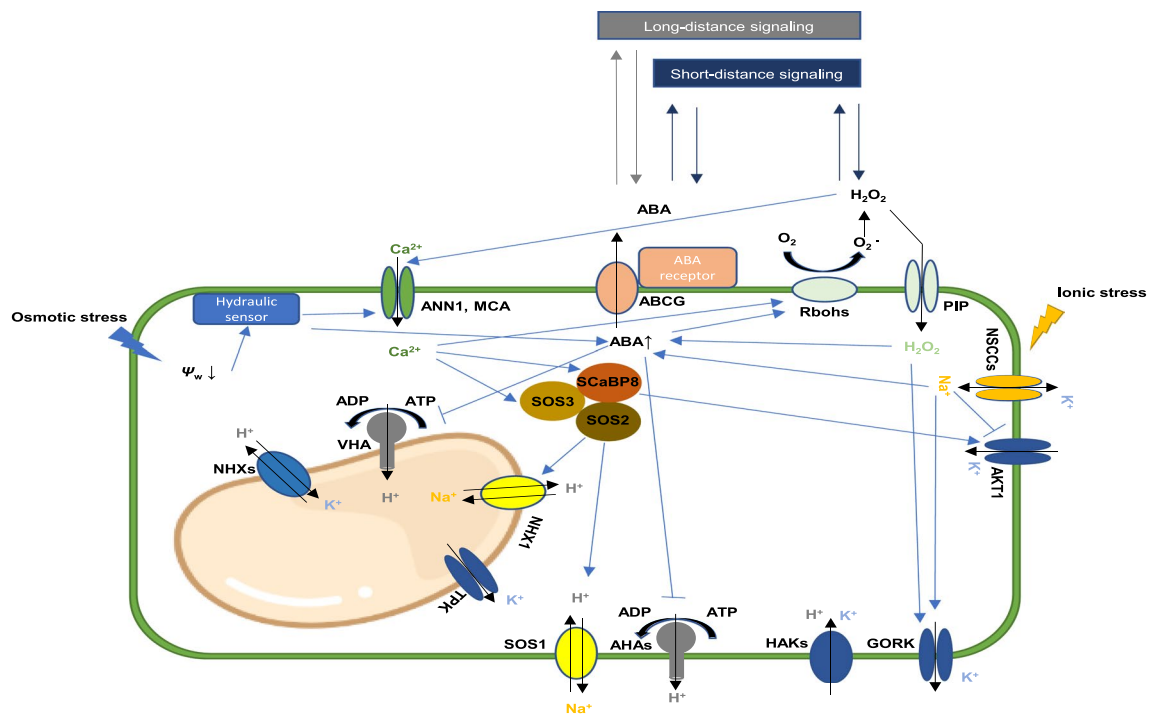 Long-distance signaling
Short-distance signaling
H₂O₂
ABA
Ca²⁺
O₂
O₂⁻
ABA
receptor
Hydraulic
sensor
ANN1, MCA
ABCG
Rbohs
PIP
Ionic stress
Osmotic stress
Ca²⁺
ABA↑
H₂O₂
NSCCs
Ψw ↓
SCaBP8
Na⁺
K⁺
SOS3
SOS2
ADP
ATP
VHA
H⁺
NHXs
K⁺
H⁺
Na⁺
H⁺
NHX1
K⁺
AKT1
TPK
K⁺
H⁺
ADP
ATP
H⁺
K⁺
SOS1
AHAs
HAKs
GORK
K⁺
H⁺
Na⁺